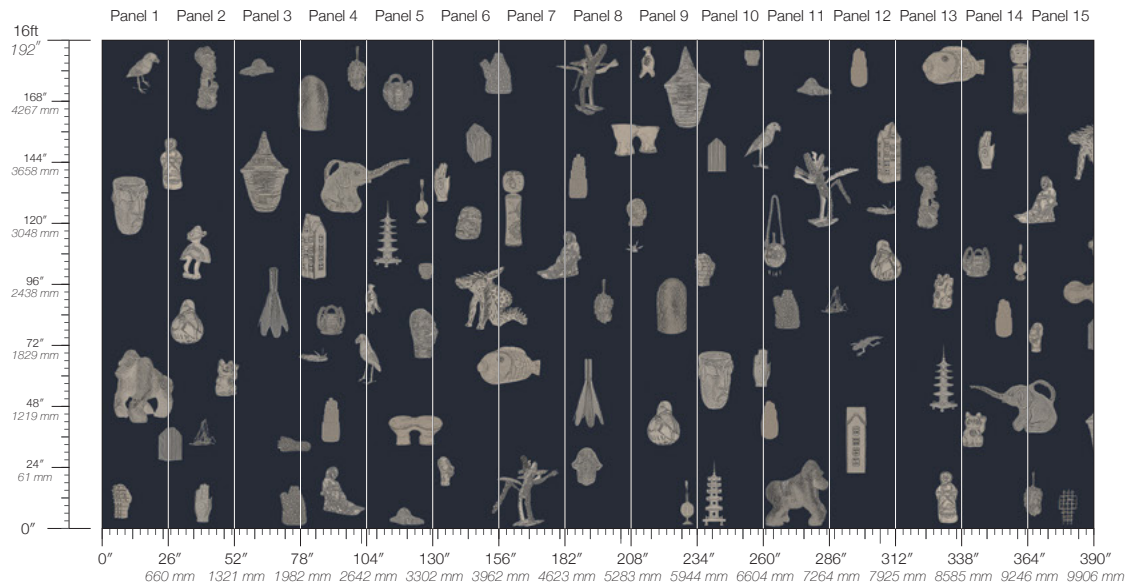 Panel 1 Panel 2 Panel 3 Panel 4 Panel 5 Panel 6 Panel 7 Panel 8 Panel 9 Panel 10 Panel 11 Panel 12 Panel 13 Panel 14 Panel 15
16ft
192″
168″
4267 mm
144″
3658 mm
120″
3048 mm
96″
2438 mm
72″
1829 mm
48″
1219 mm
24″
61 mm
0″
0″ 26″ 52″ 78″ 104″ 130″ 156″ 182″ 208″ 234″ 260″ 286″ 312″ 338″ 364″ 390″
660 mm 1321 mm 1982 mm 2642 mm 3302 mm 3962 mm 4623 mm 5283 mm 5944 mm 6604 mm 7264 mm 7925 mm 8585 mm 9246 mm 9906 mm